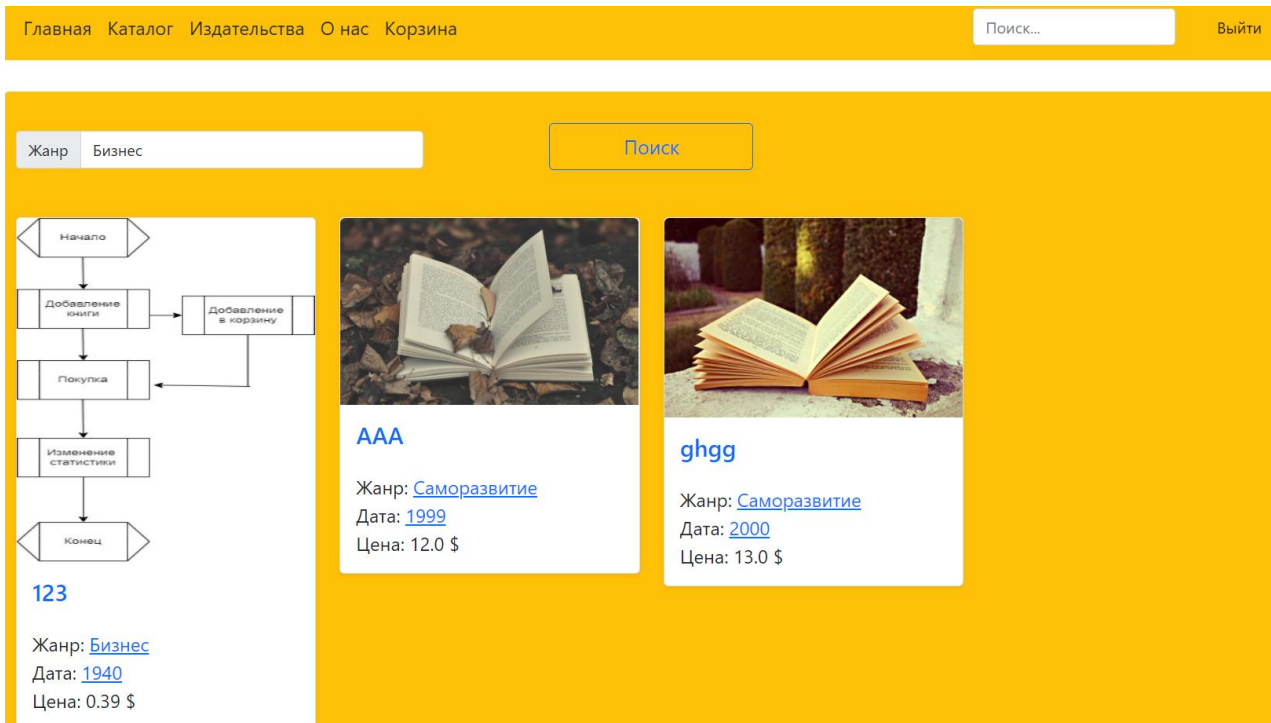 Главная Каталог Издательства О нас Корзина Поиск... Выйти
Жанр Бизнес Поиск
Начало
Добавление
книги
Добавление
в корзину
Покупка
Изменение
статистики
Конец
123
Жанр: Бизнес
Дата: 1940
Цена: 0.39 $
AAA
Жанр: Саморазвитие
Дата: 1999
Цена: 12.0 $
ghgg
Жанр: Саморазвитие
Дата: 2000
Цена: 13.0 $